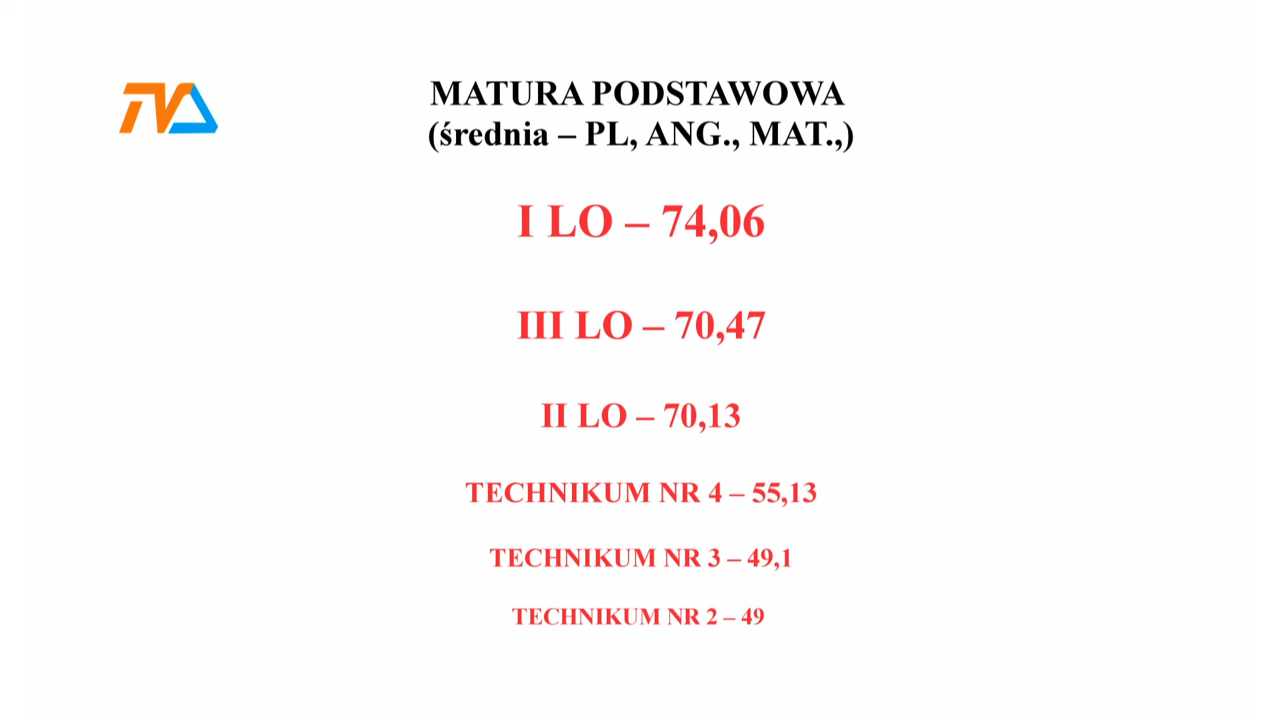 TVA
MATURA PODSTAWOWA
(średnia – PL, ANG., MAT.,)
I LO – 74,06
III LO – 70,47
II LO – 70,13
TECHNIKUM NR 4 – 55,13
TECHNIKUM NR 3 – 49,1
TECHNIKUM NR 2 – 49